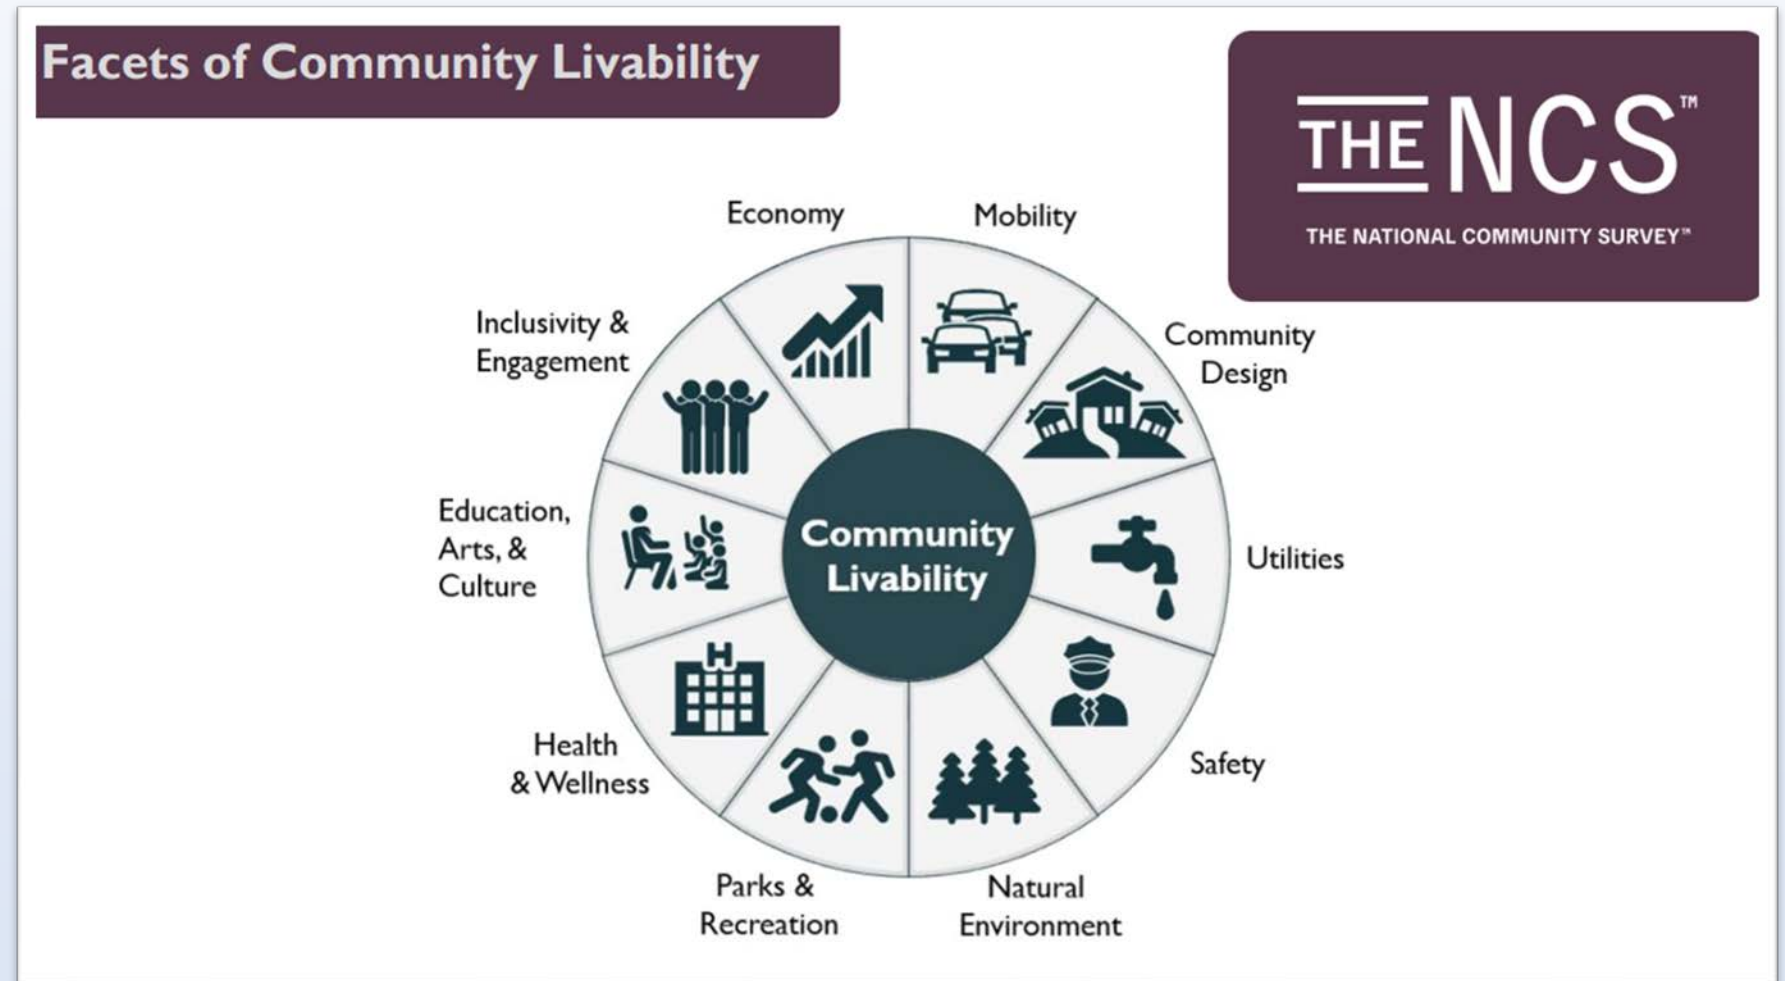 Facets of Community Livability
THE NCS™
THE NATIONAL COMMUNITY SURVEY™
Economy
Mobility
Inclusivity &
Engagement
Community
Design
Education,
Arts, &
Culture
Community
Livability
Utilities
Health
& Wellness
Safety
Parks &
Recreation
Natural
Environment
H